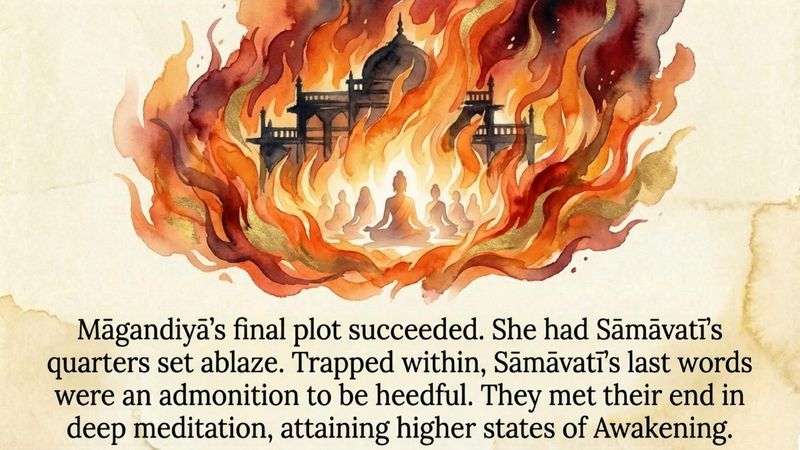 Māgandiyā’s final plot succeeded. She had Sāmāvatī’s
quarters set ablaze. Trapped within, Sāmāvatī’s last words
were an admonition to be heedful. They met their end in
deep meditation, attaining higher states of Awakening.